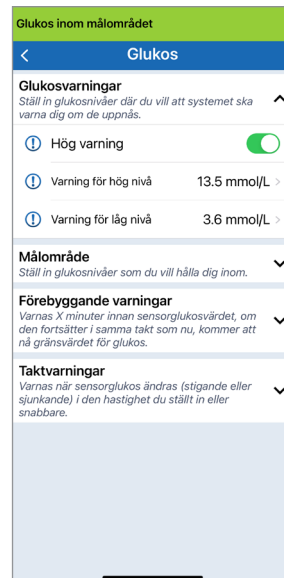 Glukos inom målområdet
Glukos
Glukosvarningar
Ställ in glukosnivåer där du vill att systemet ska
varna dig om de uppnås.
Hög varning
Varning för hög nivå 13.5 mmol/L
Varning för låg nivå 3.6 mmol/L
Målområde
Ställ in glukosnivåer som du vill hålla dig inom.
Förebyggande varningar
Varnas X minuter innan sensorglukosvärdet, om
den fortsätter i samma takt som nu, kommer att
nå gränsvärdet för glukos.
Taktvarningar
Varnas när sensorglukos ändras (stigande eller
sjunkande) i den hastighet du ställt in eller
snabbare.